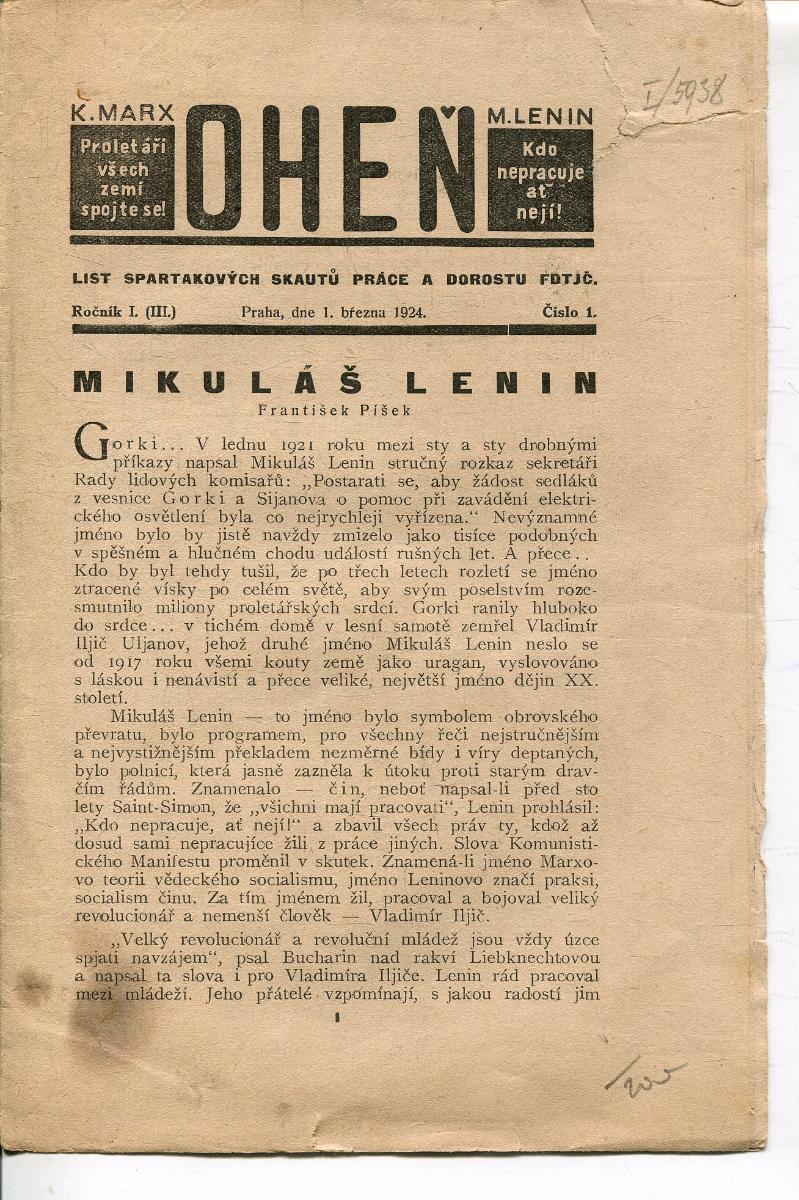 I/5938
K. MARX
Proletáři
všech
zemí
spojte se!
OHEŇ
M. LENIN
Kdo
nepracuje
ať
nejí!
LIST SPARTAKOVÝCH SKAUTŮ PRÁCE A DOROSTU FDTJČ.
Ročník I. (III.) Praha, dne 1. března 1924. Číslo 1.
MIKULÁŠ LENIN
František Píšek
Gorki... V lednu 1921 roku mezi sty a sty drobnými
příkazy napsal Mikuláš Lenin stručný rozkaz sekretáři
Rady lidových komisařů: „Postarati se, aby žádost sedláků
z vesnice Gorki a Sijanova o pomoc při zavádění elektri-
ckého osvětlení byla co nejrychleji vyřízena.“ Nevýznamné
jméno bylo by jistě navždy zmizelo jako tisíce podobných
v spěšném a hlučném chodu událostí rušných let. A přece..
Kdo by byl tehdy tušil, že po třech letech rozletí se jméno
ztracené vísky po celém světě, aby svým poselstvím roze-
smutnilo miliony proletářských srdcí. Gorki ranily hluboko
do srdce... v tichém domě v lesní samotě zemřel Vladimír
Iljič Uljanov, jehož druhé jméno Mikuláš Lenin neslo se
od 1917 roku všemi kouty země jako uragan, vyslovováno
s láskou i nenávistí a přece veliké, největší jméno dějin XX.
století.
Mikuláš Lenin — to jméno bylo symbolem obrovského
převratu, bylo programem, pro všechny řeči nejstručnějším
a nejvystižnějším překladem nezměrné bídy i víry deptaných,
bylo polnicí, která jasně zazněla k útoku proti starým drav-
čím řádům. Znamenalo — čin, neboť napsal-li před sto
lety Saint-Simon, že „všichni mají pracovati“, Lenin prohlásil:
„Kdo nepracuje, ať nejí!“ a zbavil všech práv ty, kdož až
dosud sami nepracujíce žili z práce jiných. Slova Komunisti-
ckého Manifestu proměnil v skutek. Znamená-li jméno Marxo-
vo teorii vědeckého socialismu, jméno Leninovo značí praksi,
socialism činu. Za tím jménem žil, pracoval a bojoval veliký
revolucionář a nemenší člověk — Vladimír Iljič.
„Velký revolucionář a revoluční mládež jsou vždy úzce
spjati navzájem“, psal Bucharin nad rakví Liebknechtovou
a napsal ta slova i pro Vladimíra Iljiče. Lenin rád pracoval
mezi mládeží. Jeho přátelé vzpomínají, s jakou radostí jim
1